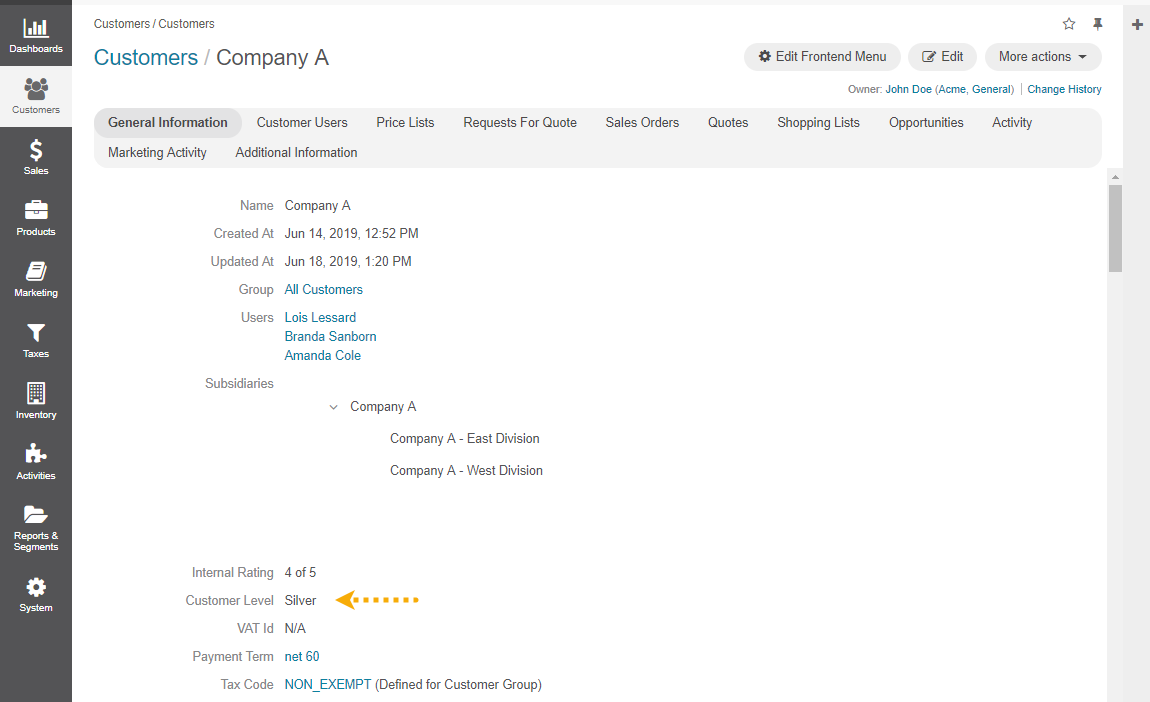 Dashboards
Customers
Sales
Products
Marketing
Taxes
Inventory
Activities
Reports &
Segments
System
Customers / Customers
Customers / Company A
Edit Frontend Menu Edit More actions
Owner: John Doe (Acme, General) | Change History
General Information Customer Users Price Lists Requests For Quote Sales Orders Quotes Shopping Lists Opportunities Activity
Marketing Activity Additional Information
Name Company A
Created At Jun 14, 2019, 12:52 PM
Updated At Jun 18, 2019, 1:20 PM
Group All Customers
Users Lois Lessard
Branda Sanborn
Amanda Cole
Subsidiaries
Company A
Company A - East Division
Company A - West Division
Internal Rating 4 of 5
Customer Level Silver
VAT Id N/A
Payment Term net 60
Tax Code NON_EXEMPT (Defined for Customer Group)